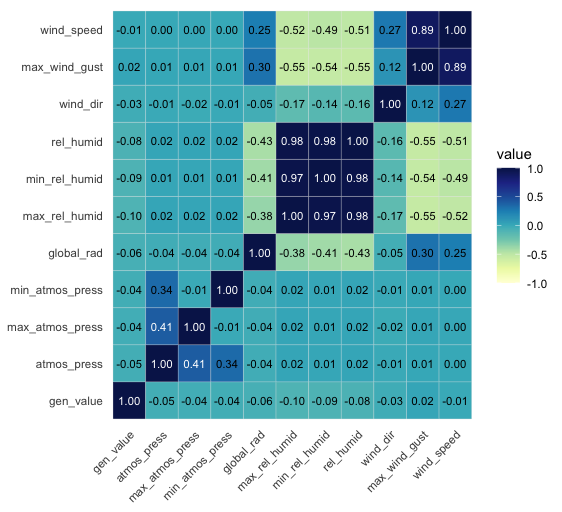 wind_speed -0.01 0.00 0.00 0.00 0.25 -0.52 -0.49 -0.51 0.27 0.89 1.00
max_wind_gust 0.02 0.01 0.01 0.01 0.30 -0.55 -0.54 -0.55 0.12 1.00 0.89
wind_dir -0.03 -0.01 -0.02 -0.01 -0.05 -0.17 -0.14 -0.16 1.00 0.12 0.27
rel_humid -0.08 0.02 0.02 0.02 -0.43 0.98 0.98 1.00 -0.16 -0.55 -0.51
min_rel_humid -0.09 0.01 0.01 0.01 -0.41 0.97 1.00 0.98 -0.14 -0.54 -0.49
max_rel_humid -0.10 0.02 0.02 0.02 -0.38 1.00 0.97 0.98 -0.17 -0.55 -0.52
global_rad -0.06 -0.04 -0.04 -0.04 1.00 -0.38 -0.41 -0.43 -0.05 0.30 0.25
min_atmos_press -0.04 0.34 -0.01 1.00 -0.04 0.02 0.01 0.02 -0.01 0.01 0.00
max_atmos_press -0.04 0.41 1.00 -0.01 -0.04 0.02 0.01 0.02 -0.02 0.01 0.00
atmos_press -0.05 1.00 0.41 0.34 -0.04 0.02 0.01 0.02 -0.01 0.01 0.00
gen_value 1.00 -0.05 -0.04 -0.04 -0.06 -0.10 -0.09 -0.08 -0.03 0.02 -0.01
gen_value
atmos_press
max_atmos_press
min_atmos_press
global_rad
max_rel_humid
min_rel_humid
rel_humid
wind_dir
max_wind_gust
wind_speed
value
1.0
0.5
0.0
-0.5
-1.0